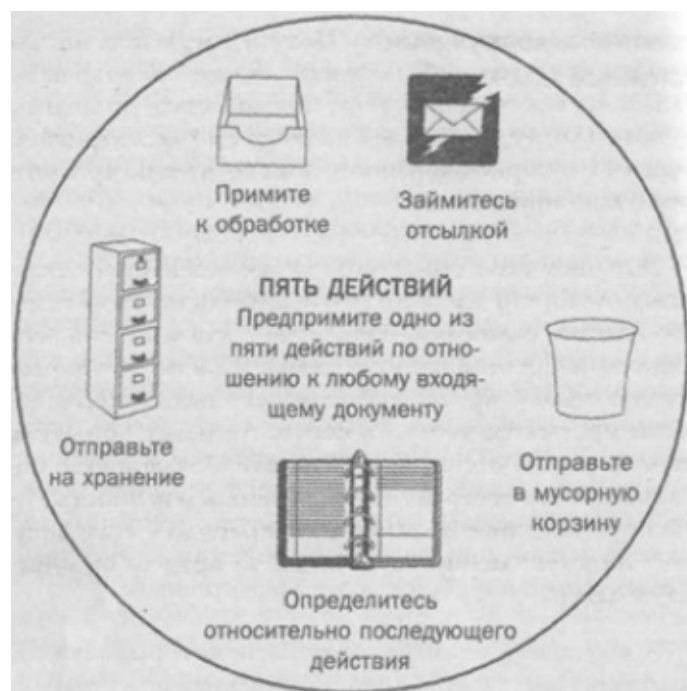 Примите
к обработке
Займитесь
отсылкой
ПЯТЬ ДЕЙСТВИЙ
Предпримите одно из
пяти действий по отно-
шению к любому входя-
щему документу
Отправьте
на хранение
Отправьте
в мусорную
корзину
Определитесь
относительно последующего
действия